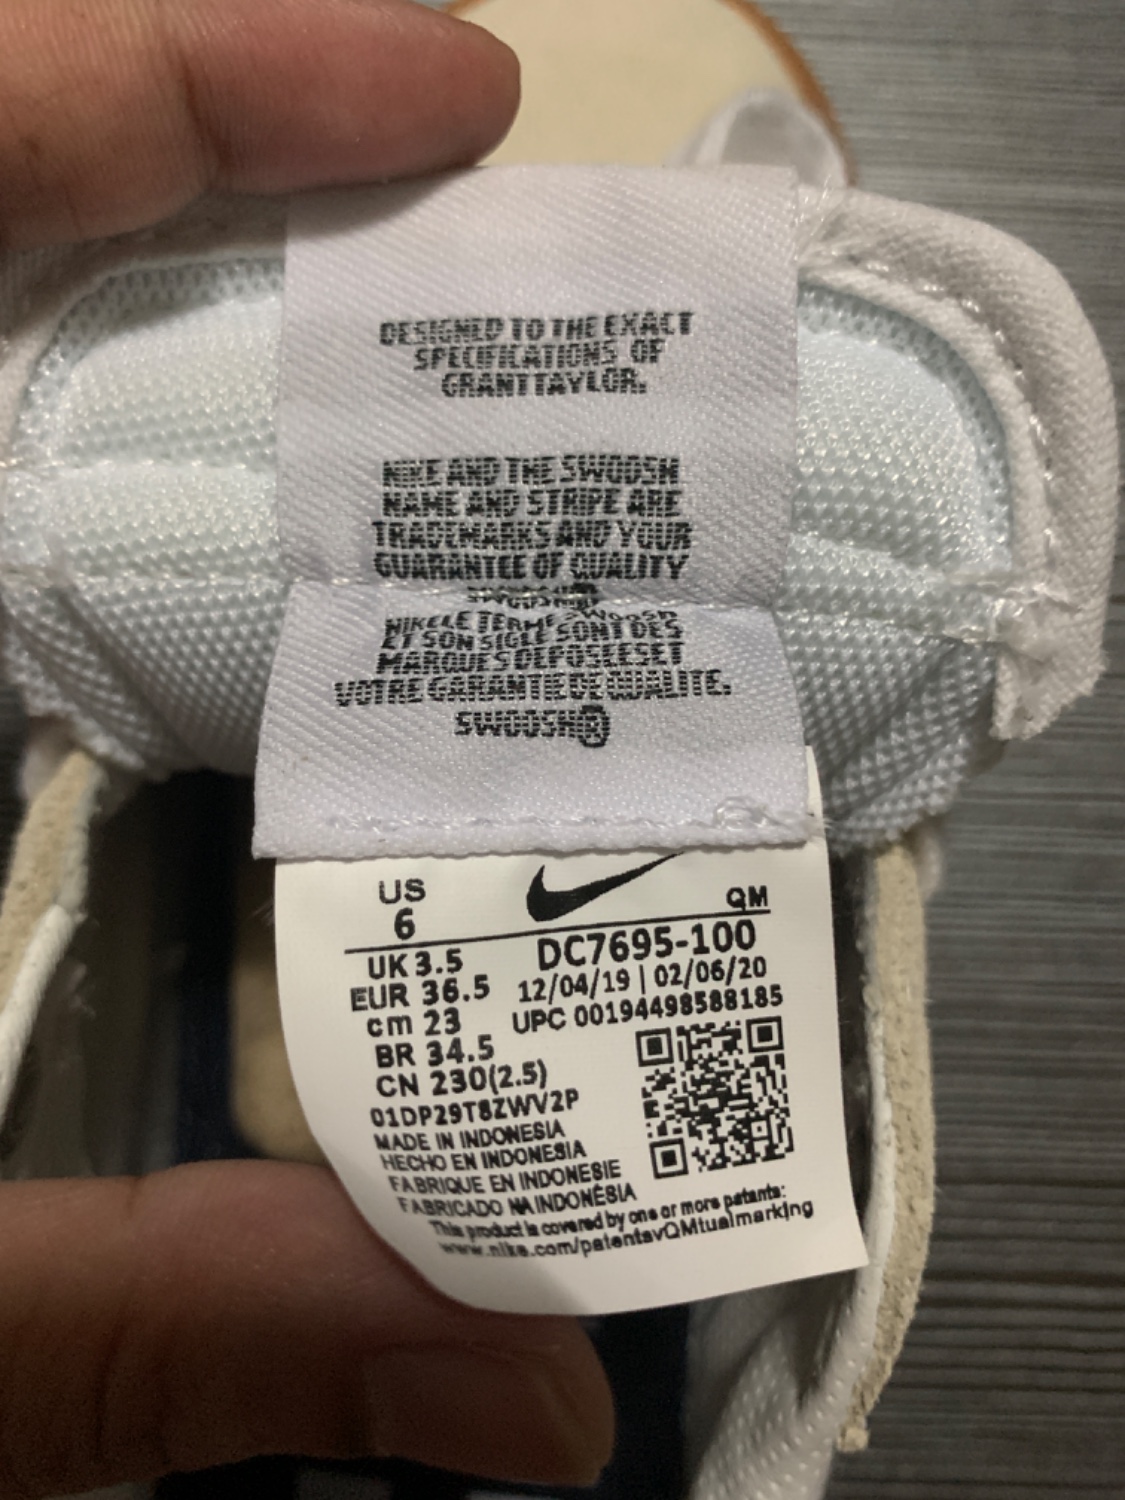 DESIGNED TO THE EXACT
SPECIFICATIONS OF
GRANTTAYLOR.
NIKE AND THE SWOOSH
NAME AND STRIPE ARE
TRADEMARKS AND YOUR
GUARANTEE OF QUALITY
SWOOSH®
NIKELE TERME SWOOSH
ET SON SIGLE SONT DES
MARQUES DEPOSEESET
VOTRE GARANTIE DE QUALITE.
SWOOSH®
US
6
QM
UK 3.5
DC7695-100
EUR 36.5
12/04/19 | 02/06/20
cm 23
UPC 00194498588185
BR 34.5
CN 230(2.5)
01DP29T8ZWV2P
MADE IN INDONESIA
HECHO EN INDONESIA
FABRIQUE EN INDONESIE
FABRICADO NA INDONÉSIA
This product is covered by one or more patents:
www.nike.com/patentsvQMtualmarking